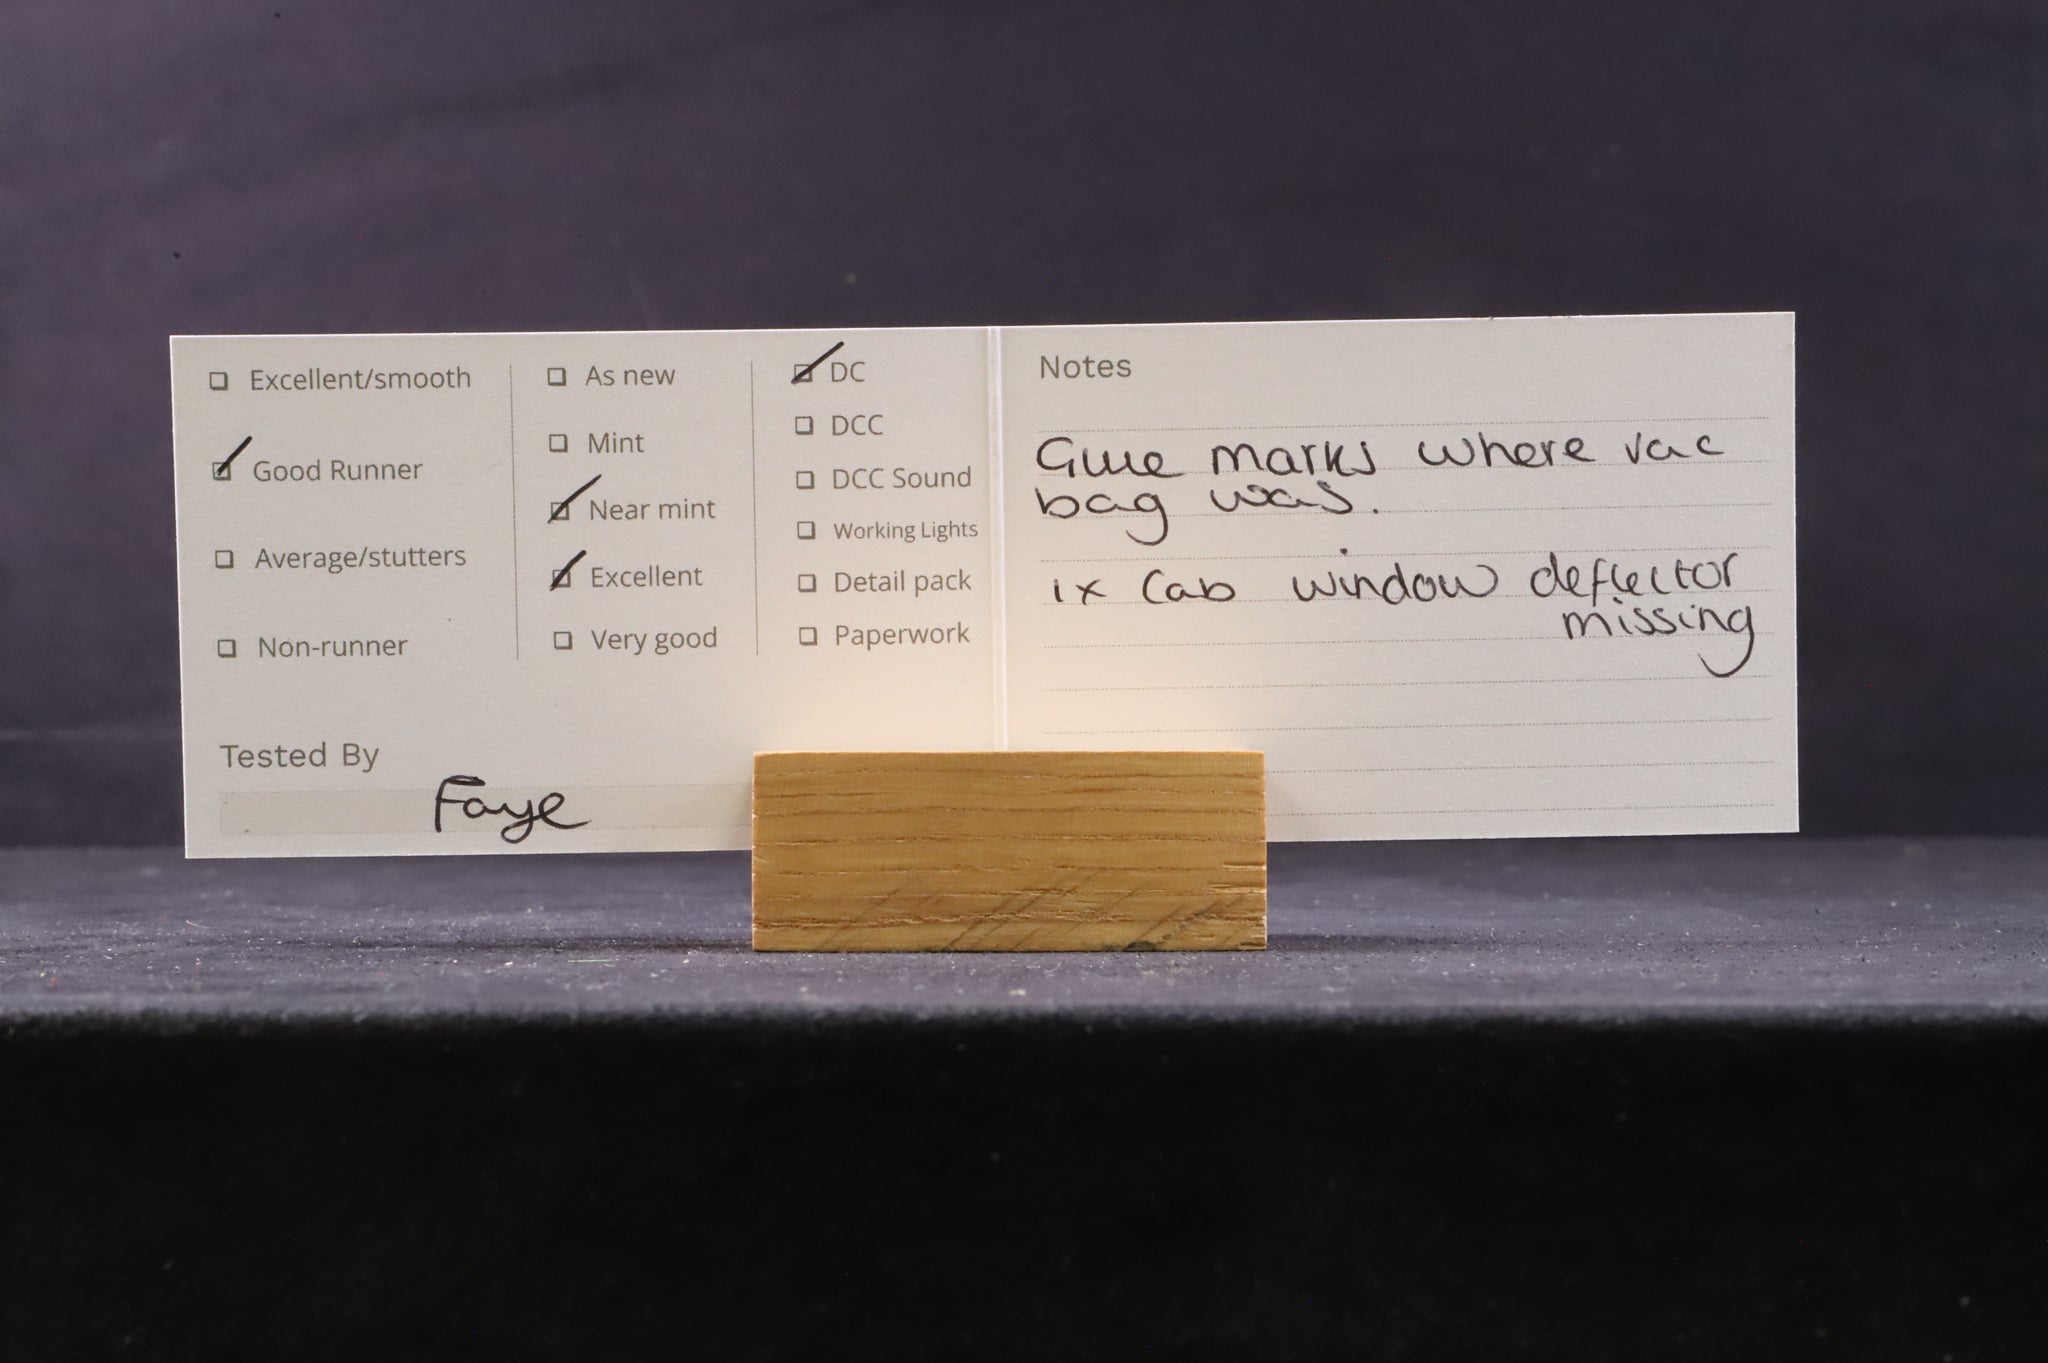 Excellent/smooth
Good Runner
Average/stutters
Non-runner
As new
Mint
Near mint
Excellent
Very good
DC
DCC
DCC Sound
Working Lights
Detail pack
Paperwork
Tested By
Faye
Notes
Glue marks where vac
bag was.
1x Cab window deflector
missing